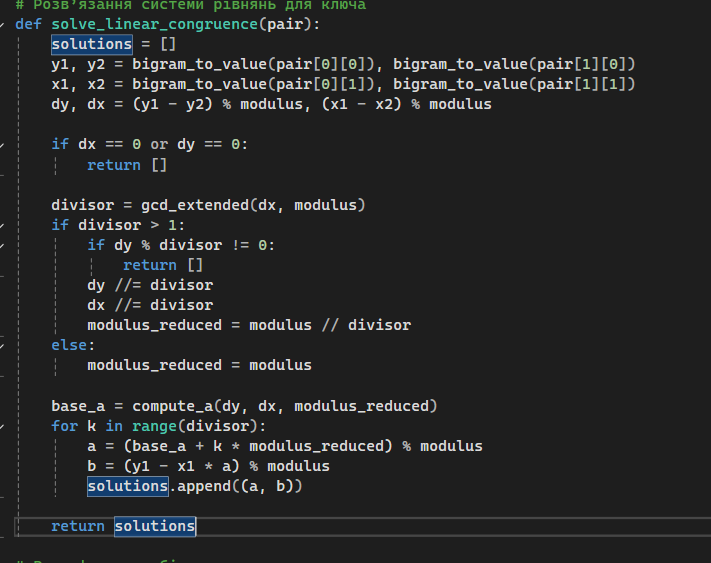 # Розв'язання системи рівнянь для ключа
def solve_linear_congruence(pair):
    solutions = []
    y1, y2 = bigram_to_value(pair[0][0]), bigram_to_value(pair[1][0])
    x1, x2 = bigram_to_value(pair[0][1]), bigram_to_value(pair[1][1])
    dy, dx = (y1 - y2) % modulus, (x1 - x2) % modulus

    if dx == 0 or dy == 0:
        return []

    divisor = gcd_extended(dx, modulus)
    if divisor > 1:
        if dy % divisor != 0:
            return []
        dy //= divisor
        dx //= divisor
        modulus_reduced = modulus // divisor
    else:
        modulus_reduced = modulus

    base_a = compute_a(dy, dx, modulus_reduced)
    for k in range(divisor):
        a = (base_a + k * modulus_reduced) % modulus
        b = (y1 - x1 * a) % modulus
        solutions.append((a, b))

    return solutions